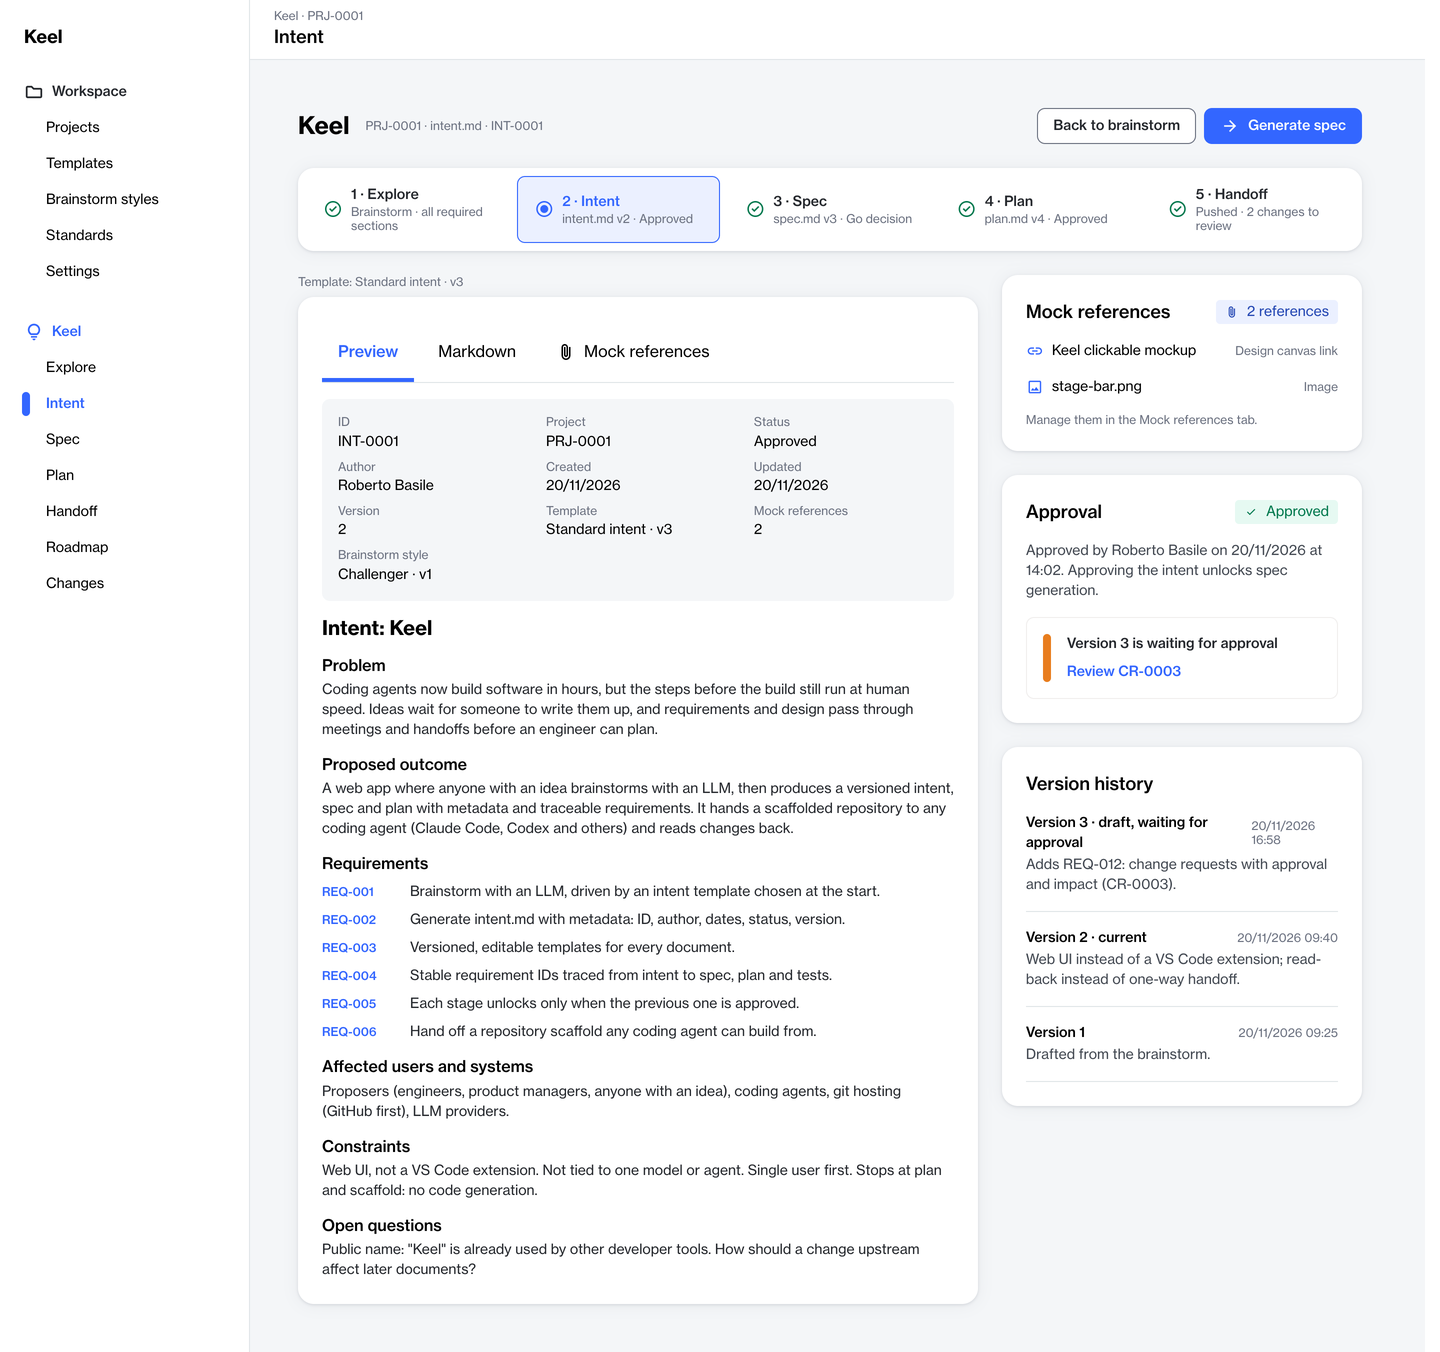 Keel
Workspace
Projects
Templates
Brainstorm styles
Standards
Settings
Keel
Explore
Intent
Spec
Plan
Handoff
Roadmap
Changes
Keel · PRJ-0001
Intent
Keel
PRJ-0001 · intent.md · INT-0001
Back to brainstorm
Generate spec
1 · Explore
Brainstorm · all required
sections
2 · Intent
intent.md v2 · Approved
3 · Spec
spec.md v3 · Go decision
4 · Plan
plan.md v4 · Approved
5 · Handoff
Pushed · 2 changes to
review
Template: Standard intent · v3
Preview
Markdown
Mock references
ID
INT-0001
Project
PRJ-0001
Status
Approved
Author
Roberto Basile
Created
20/11/2026
Updated
20/11/2026
Version
2
Template
Standard intent · v3
Mock references
2
Brainstorm style
Challenger · v1
Intent: Keel
Problem
Coding agents now build software in hours, but the steps before the build still run at human
speed. Ideas wait for someone to write them up, and requirements and design pass through
meetings and handoffs before an engineer can plan.
Proposed outcome
A web app where anyone with an idea brainstorms with an LLM, then produces a versioned intent,
spec and plan with metadata and traceable requirements. It hands a scaffolded repository to any
coding agent (Claude Code, Codex and others) and reads changes back.
Requirements
REQ-001 Brainstorm with an LLM, driven by an intent template chosen at the start.
REQ-002 Generate intent.md with metadata: ID, author, dates, status, version.
REQ-003 Versioned, editable templates for every document.
REQ-004 Stable requirement IDs traced from intent to spec, plan and tests.
REQ-005 Each stage unlocks only when the previous one is approved.
REQ-006 Hand off a repository scaffold any coding agent can build from.
Affected users and systems
Proposers (engineers, product managers, anyone with an idea), coding agents, git hosting
(GitHub first), LLM providers.
Constraints
Web UI, not a VS Code extension. Not tied to one model or agent. Single user first. Stops at plan
and scaffold: no code generation.
Open questions
Public name: "Keel" is already used by other developer tools. How should a change upstream
affect later documents?
Mock references
2 references
Keel clickable mockup
Design canvas link
stage-bar.png
Image
Manage them in the Mock references tab.
Approval
Approved
Approved by Roberto Basile on 20/11/2026 at
14:02. Approving the intent unlocks spec
generation.
Version 3 is waiting for approval
Review CR-0003
Version history
Version 3 · draft, waiting for
approval
20/11/2026
16:58
Adds REQ-012: change requests with approval
and impact (CR-0003).
Version 2 · current
20/11/2026 09:40
Web UI instead of a VS Code extension; read-
back instead of one-way handoff.
Version 1
20/11/2026 09:25
Drafted from the brainstorm.